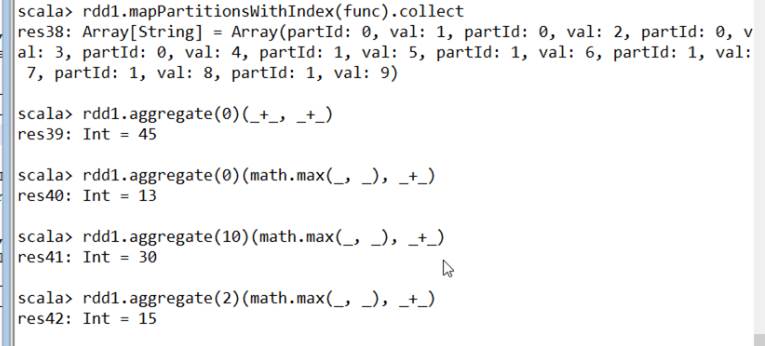 scala> rdd1.mapPartitionsWithIndex(func).collect
res38: Array[String] = Array(partId: 0, val: 1, partId: 0, val: 2, partId: 0, v
al: 3, partId: 0, val: 4, partId: 1, val: 5, partId: 1, val: 6, partId: 1, val:
 7, partId: 1, val: 8, partId: 1, val: 9)
scala> rdd1.aggregate(0)(_+_, _+_)
res39: Int = 45
scala> rdd1.aggregate(0)(math.max(_, _), _+_)
res40: Int = 13
scala> rdd1.aggregate(10)(math.max(_, _), _+_)
res41: Int = 30
scala> rdd1.aggregate(2)(math.max(_, _), _+_)
res42: Int = 15